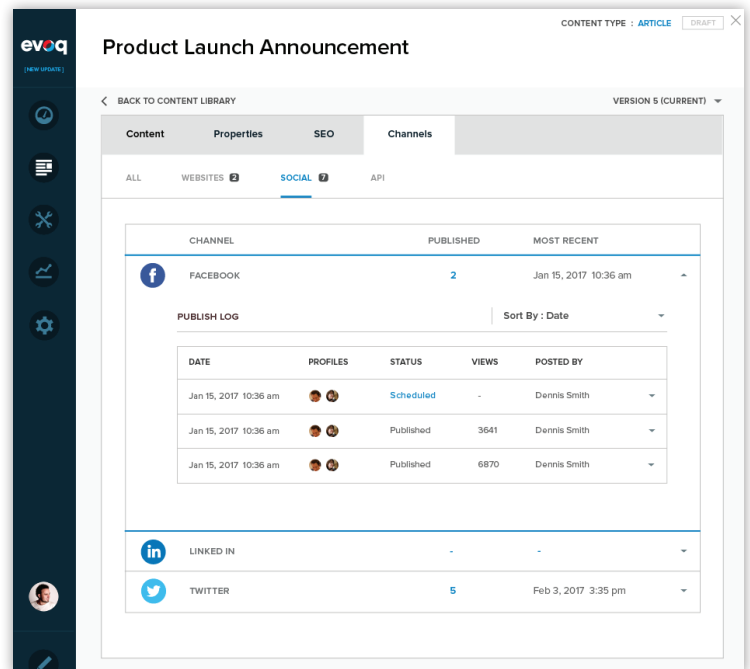 CONTENT TYPE : ARTICLE DRAFT
evoq
[NEW UPDATE]
Product Launch Announcement
BACK TO CONTENT LIBRARY VERSION 5 (CURRENT)
Content Properties SEO Channels
ALL WEBSITES 2 SOCIAL 7 API
CHANNEL PUBLISHED MOST RECENT
f FACEBOOK 2 Jan 15, 2017 10:36 am
PUBLISH LOG Sort By : Date
DATE PROFILES STATUS VIEWS POSTED BY
Jan 15, 2017 10:36 am Scheduled - Dennis Smith
Jan 15, 2017 10:36 am Published 3641 Dennis Smith
Jan 15, 2017 10:36 am Published 6870 Dennis Smith
in LINKED IN - -
TWITTER 5 Feb 3, 2017 3:35 pm